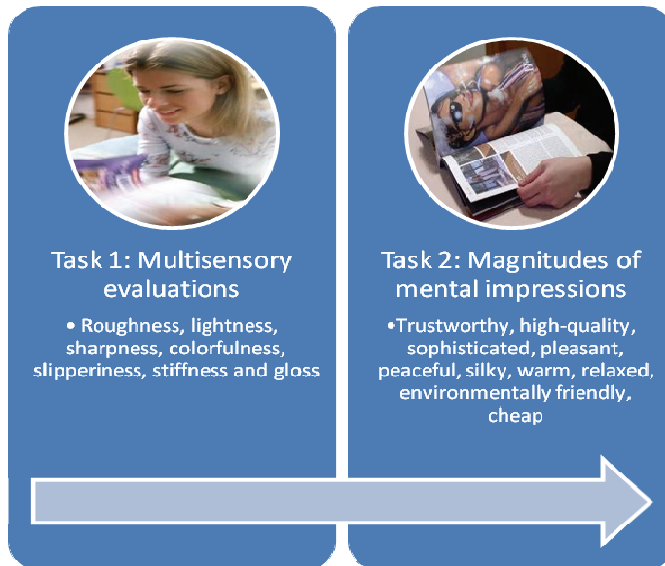 Task 1: Multisensory
evaluations
• Roughness, lightness,
sharpness, colorfulness,
slipperiness, stiffness and gloss
Task 2: Magnitudes of
mental impressions
•Trustworthy, high-quality,
sophisticated, pleasant,
peaceful, silky, warm, relaxed,
environmentally friendly,
cheap